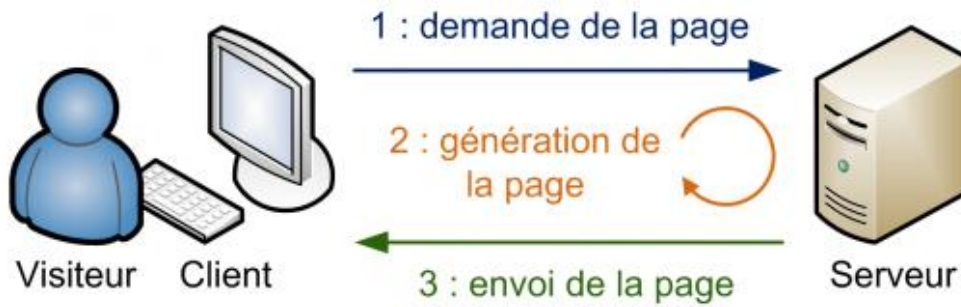 1 : demande de la page
2 : génération de
la page
3 : envoi de la page
Visiteur
Client
Serveur